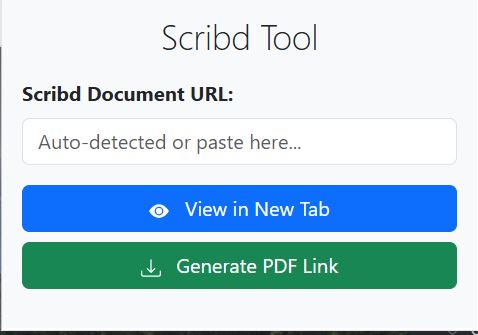 Scribd Tool
Scribd Document URL:
Auto-detected or paste here...
View in New Tab
Generate PDF Link